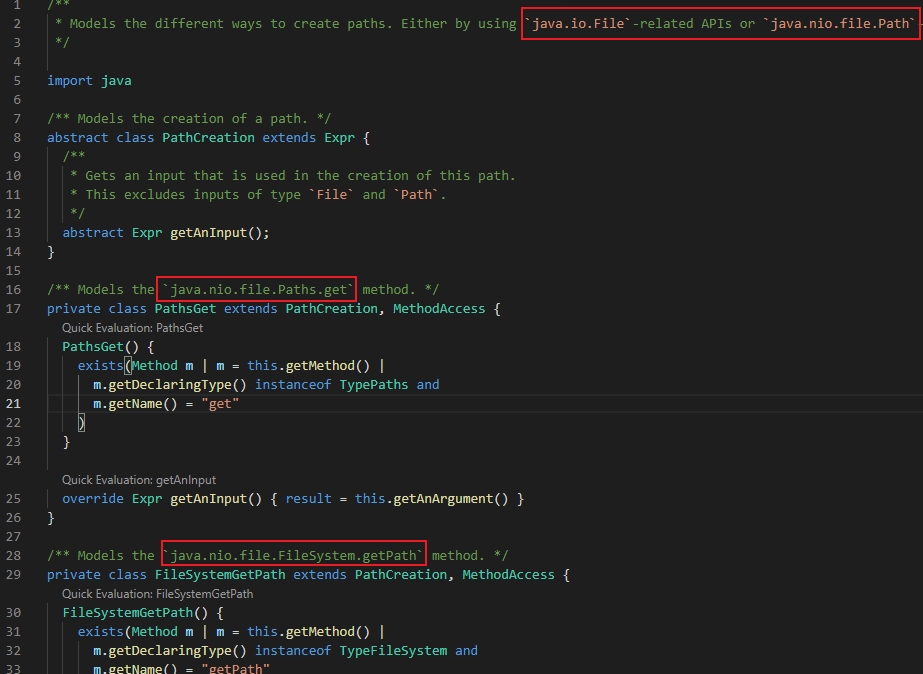 1 /**
2 * Models the different ways to create paths. Either by using `java.io.File`-related APIs or `java.nio.file.Path`-
3 */
4
5 import java
6
7 /** Models the creation of a path. */
8 abstract class PathCreation extends Expr {
9 /**
10 * Gets an input that is used in the creation of this path.
11 * This excludes inputs of type `File` and `Path`.
12 */
13 abstract Expr getAnInput();
14 }
15
16 /** Models the `java.nio.file.Paths.get` method. */
17 private class PathsGet extends PathCreation, MethodAccess {
Quick Evaluation: PathsGet
18 PathsGet() {
19 exists(Method m | m = this.getMethod() |
20 m.getDeclaringType() instanceof TypePaths and
21 m.getName() = "get"
22 )
23 }
24
Quick Evaluation: getAnInput
25 override Expr getAnInput() { result = this.getAnArgument() }
26 }
27
28 /** Models the `java.nio.file.FileSystem.getPath` method. */
29 private class FileSystemGetPath extends PathCreation, MethodAccess {
Quick Evaluation: FileSystemGetPath
30 FileSystemGetPath() {
31 exists(Method m | m = this.getMethod() |
32 m.getDeclaringType() instanceof TypeFileSystem and
33 m.getName() = "getPath"